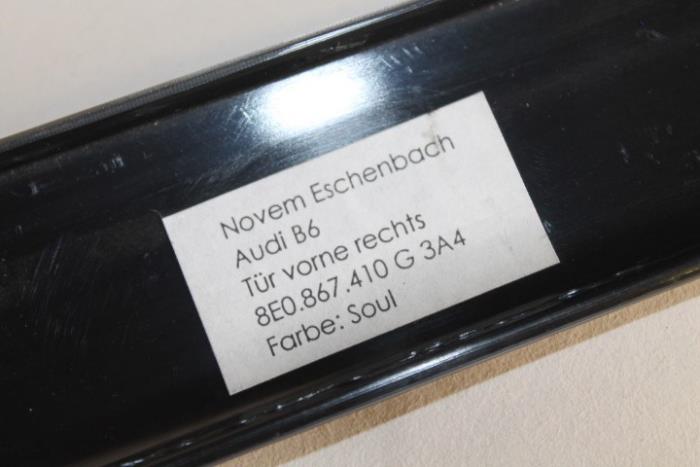 Novem Eschenbach
Audi B6
Tür vorne rechts
8E0.867.410 G 3A4
Farbe: Soul